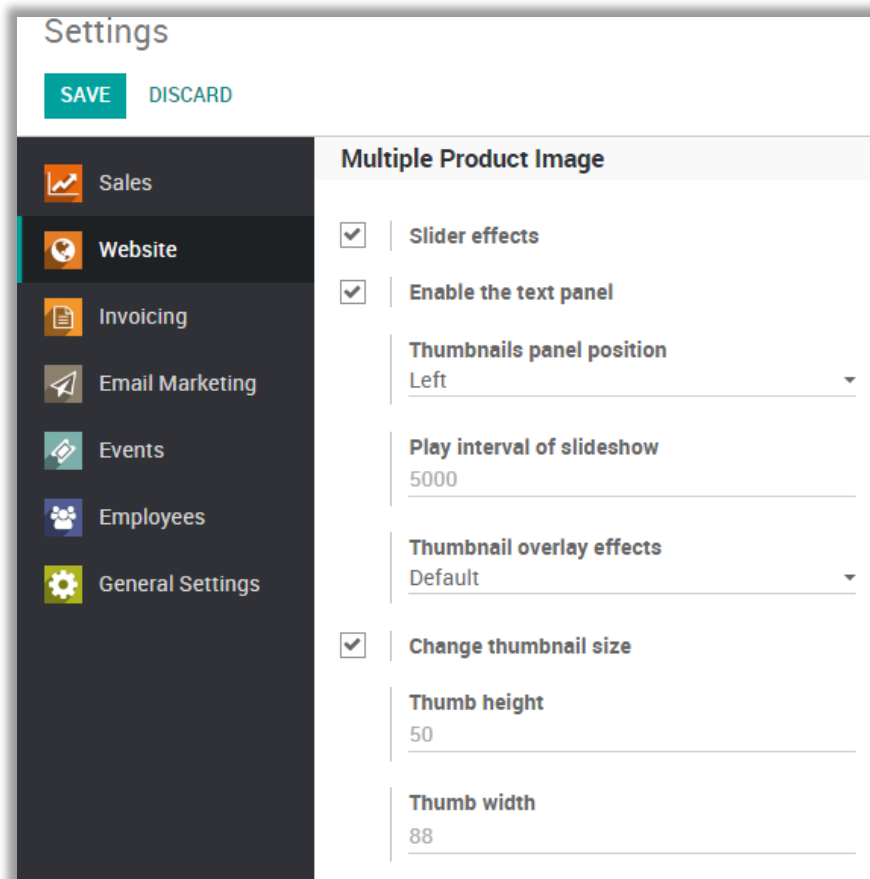 Settings
SAVE DISCARD
Sales
Website
Invoicing
Email Marketing
Events
Employees
General Settings
Multiple Product Image
Slider effects
Enable the text panel
Thumbnails panel position
Left
Play interval of slideshow
5000
Thumbnail overlay effects
Default
Change thumbnail size
Thumb height
50
Thumb width
88